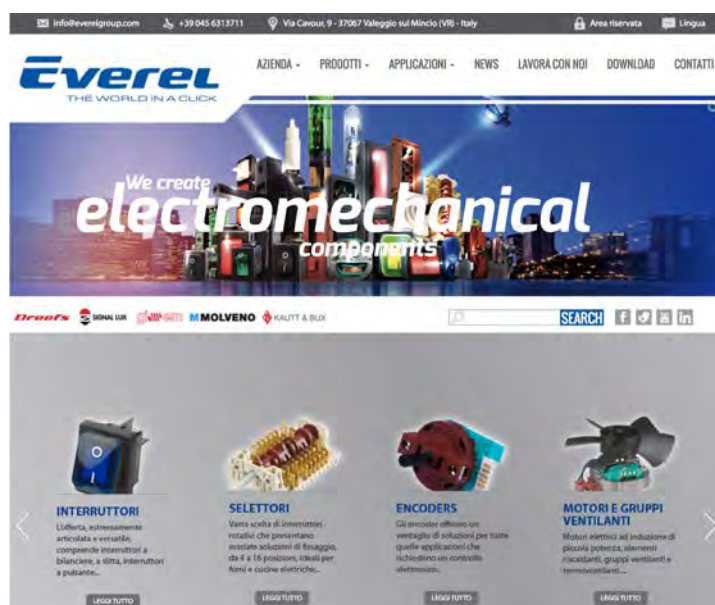 info@everelgroup.com
+39 045 6313711
Via Cavour, 9 - 37067 Valeggio sul Mincio (VR) - Italy
Area riservata
Lingua
Everel
THE WORLD IN A CLICK
AZIENDA
PRODOTTI
APPLICAZIONI
NEWS
LAVORA CON NOI
DOWNLOAD
CONTATTI
We create
electromechanical
components
Dreefs
SIGNAL LUX
MOLVENO
KAUTT & BUX
SEARCH
INTERRUTTORI
L'offerta, estremamente
articolata e versatile,
comprende interruttori a
bilanciere, a slitta, interruttori
a pulsante...
LEGGI TUTTO
SELETTORI
Vasta scelta di interruttori
rotativi che presentano
svariate soluzioni di fissaggio,
da 4 a 16 posizioni, ideali per
forni e cucine elettriche...
LEGGI TUTTO
ENCODERS
Gli encoder offrono un
ventaglio di soluzioni per tutte
quelle applicazioni che
richiedono un controllo
elettronico...
LEGGI TUTTO
MOTORI E GRUPPI
VENTILANTI
Motori elettrici ad induzione di
piccola potenza, elementi
riscaldanti, gruppi ventilanti e
termoventilanti...
LEGGI TUTTO